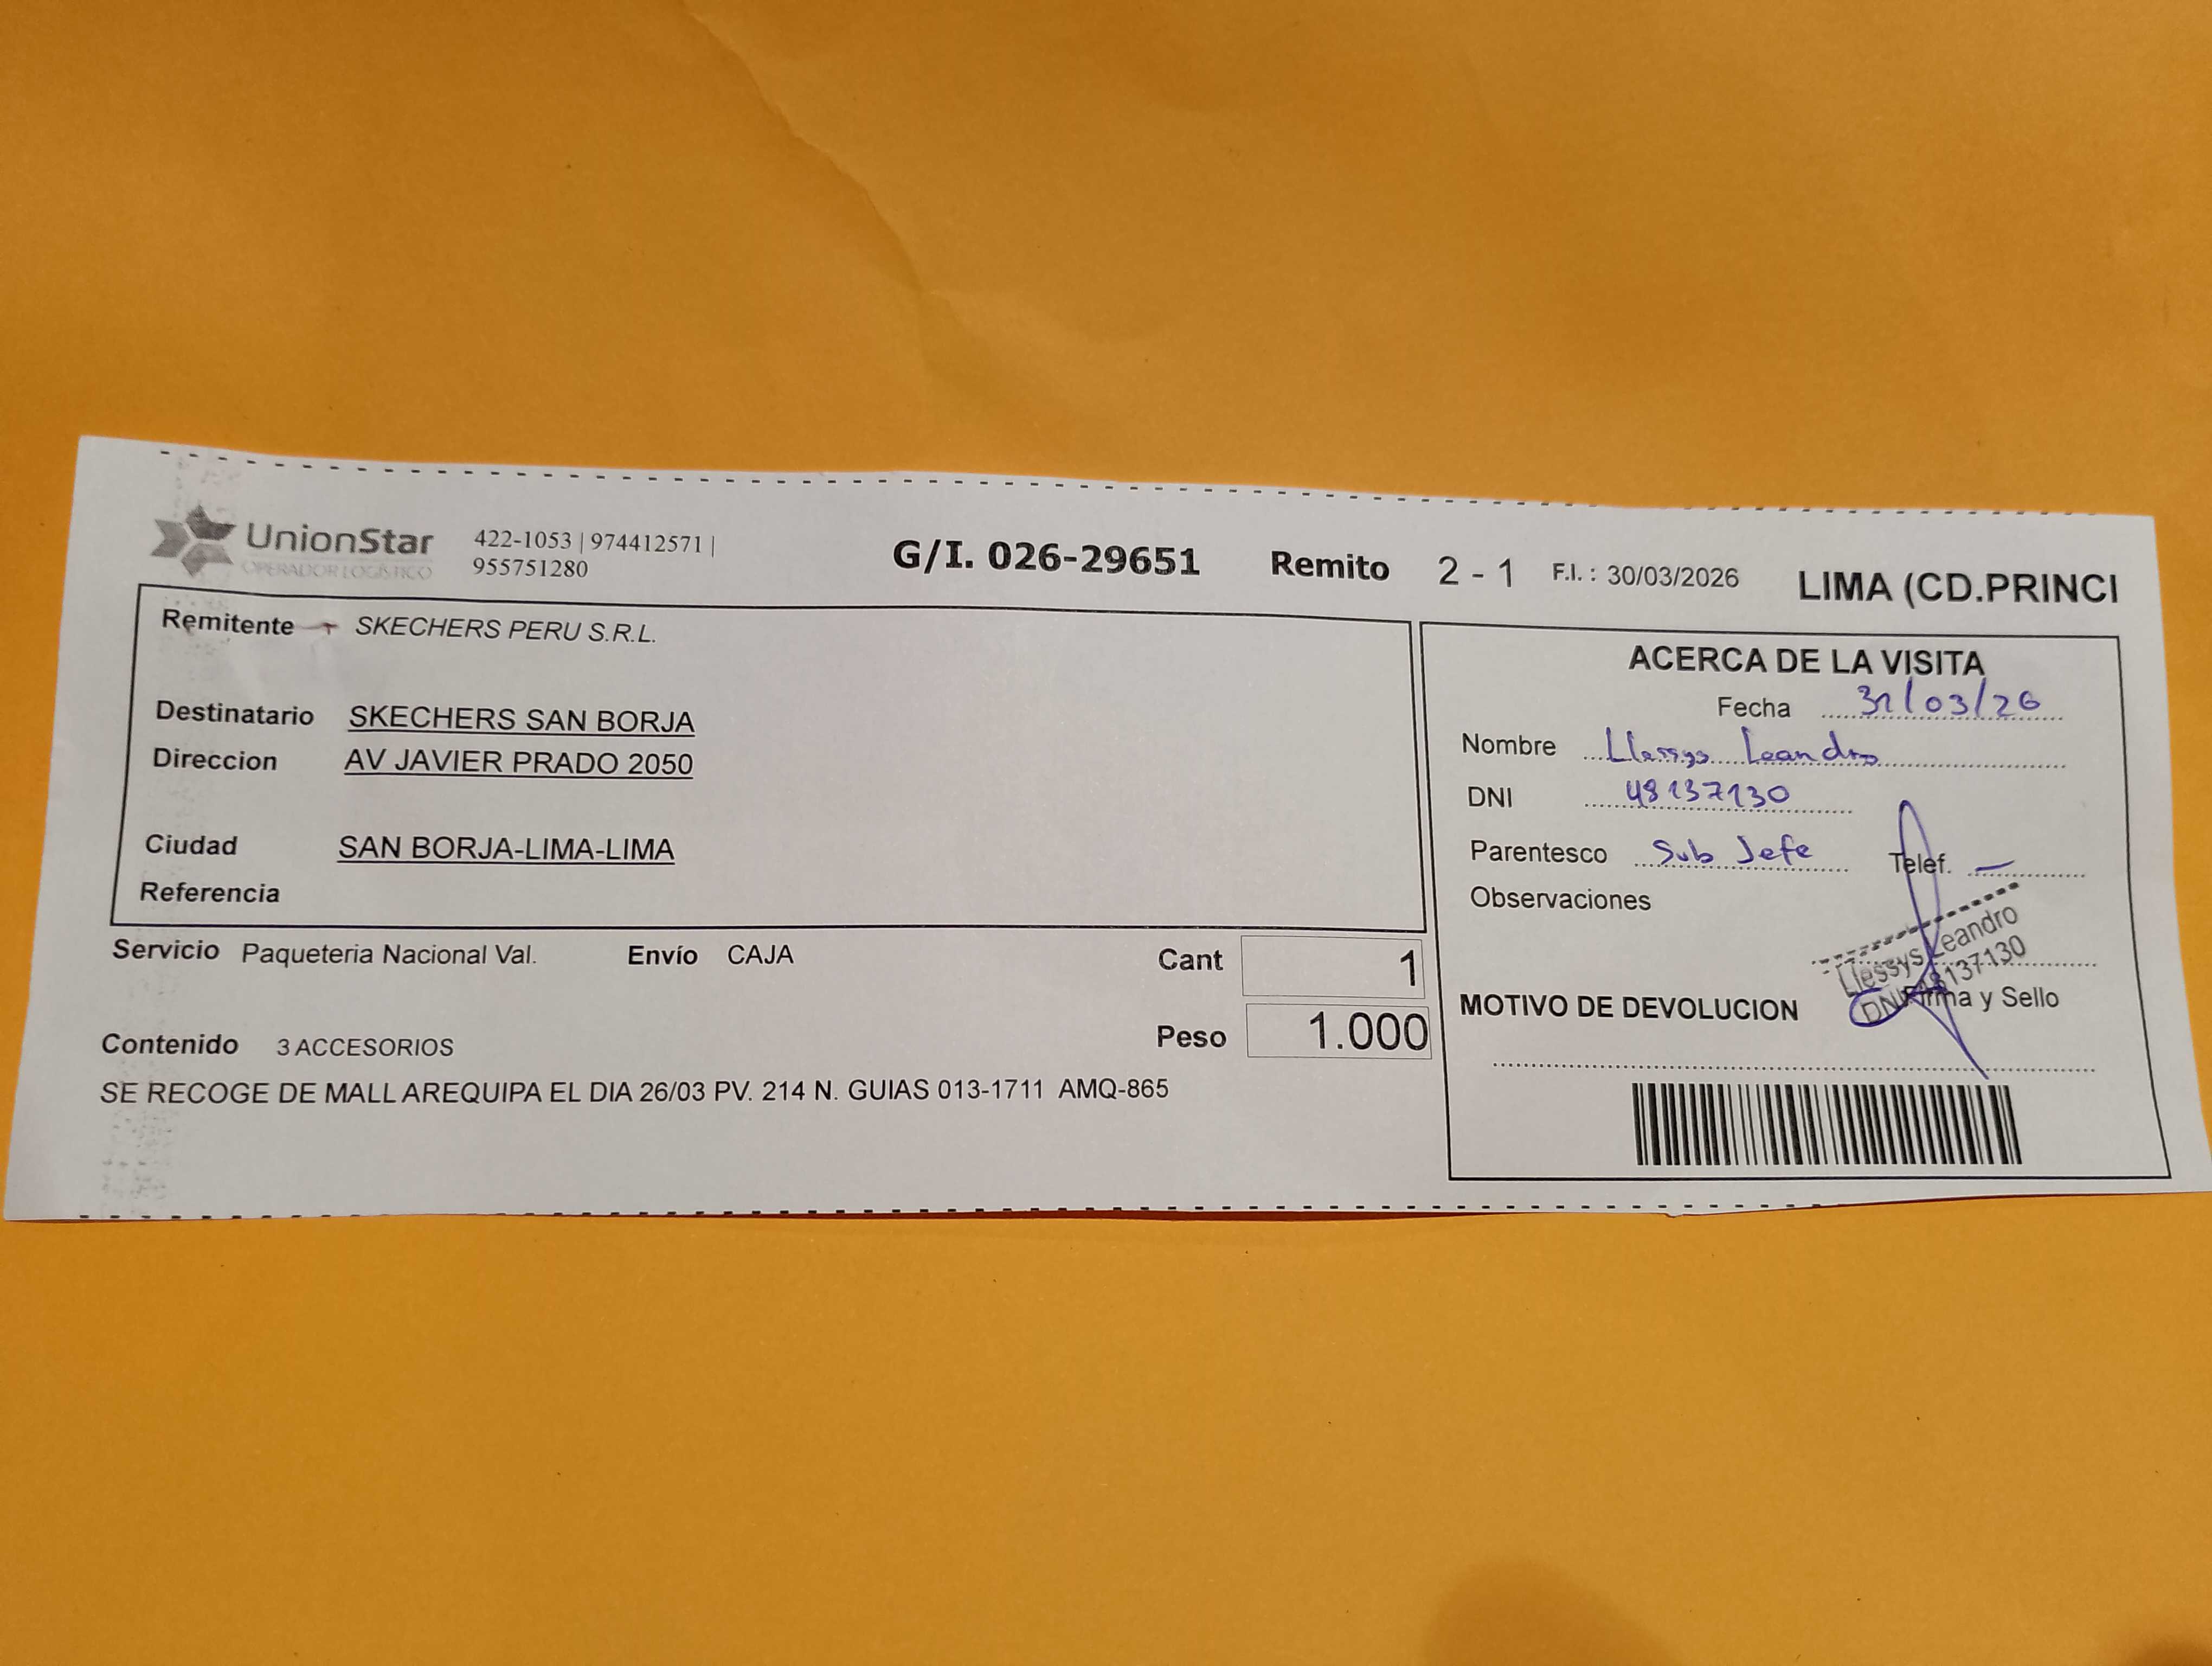 UnionStar
OPERADOR LOGÍSTICO
422-1053 | 974412571 |
955751280
G/I. 026-29651 Remito 2 - 1 F.I. : 30/03/2026 LIMA (CD.PRINCI
Remitente SKECHERS PERU S.R.L.
Destinatario SKECHERS SAN BORJA
Direccion AV JAVIER PRADO 2050
Ciudad SAN BORJA-LIMA-LIMA
Referencia
Servicio Paqueteria Nacional Val. Envío CAJA Cant 1
Peso 1.000
Contenido 3 ACCESORIOS
SE RECOGE DE MALL AREQUIPA EL DIA 26/03 PV. 214 N. GUIAS 013-1711 AMQ-865
ACERCA DE LA VISITA
Fecha 31/03/26
Nombre Llessys Leandro
DNI 48137130
Parentesco Sub Jefe Telef. —
Observaciones
Llessys Leandro
DNI 48137130
Firma y Sello
MOTIVO DE DEVOLUCION